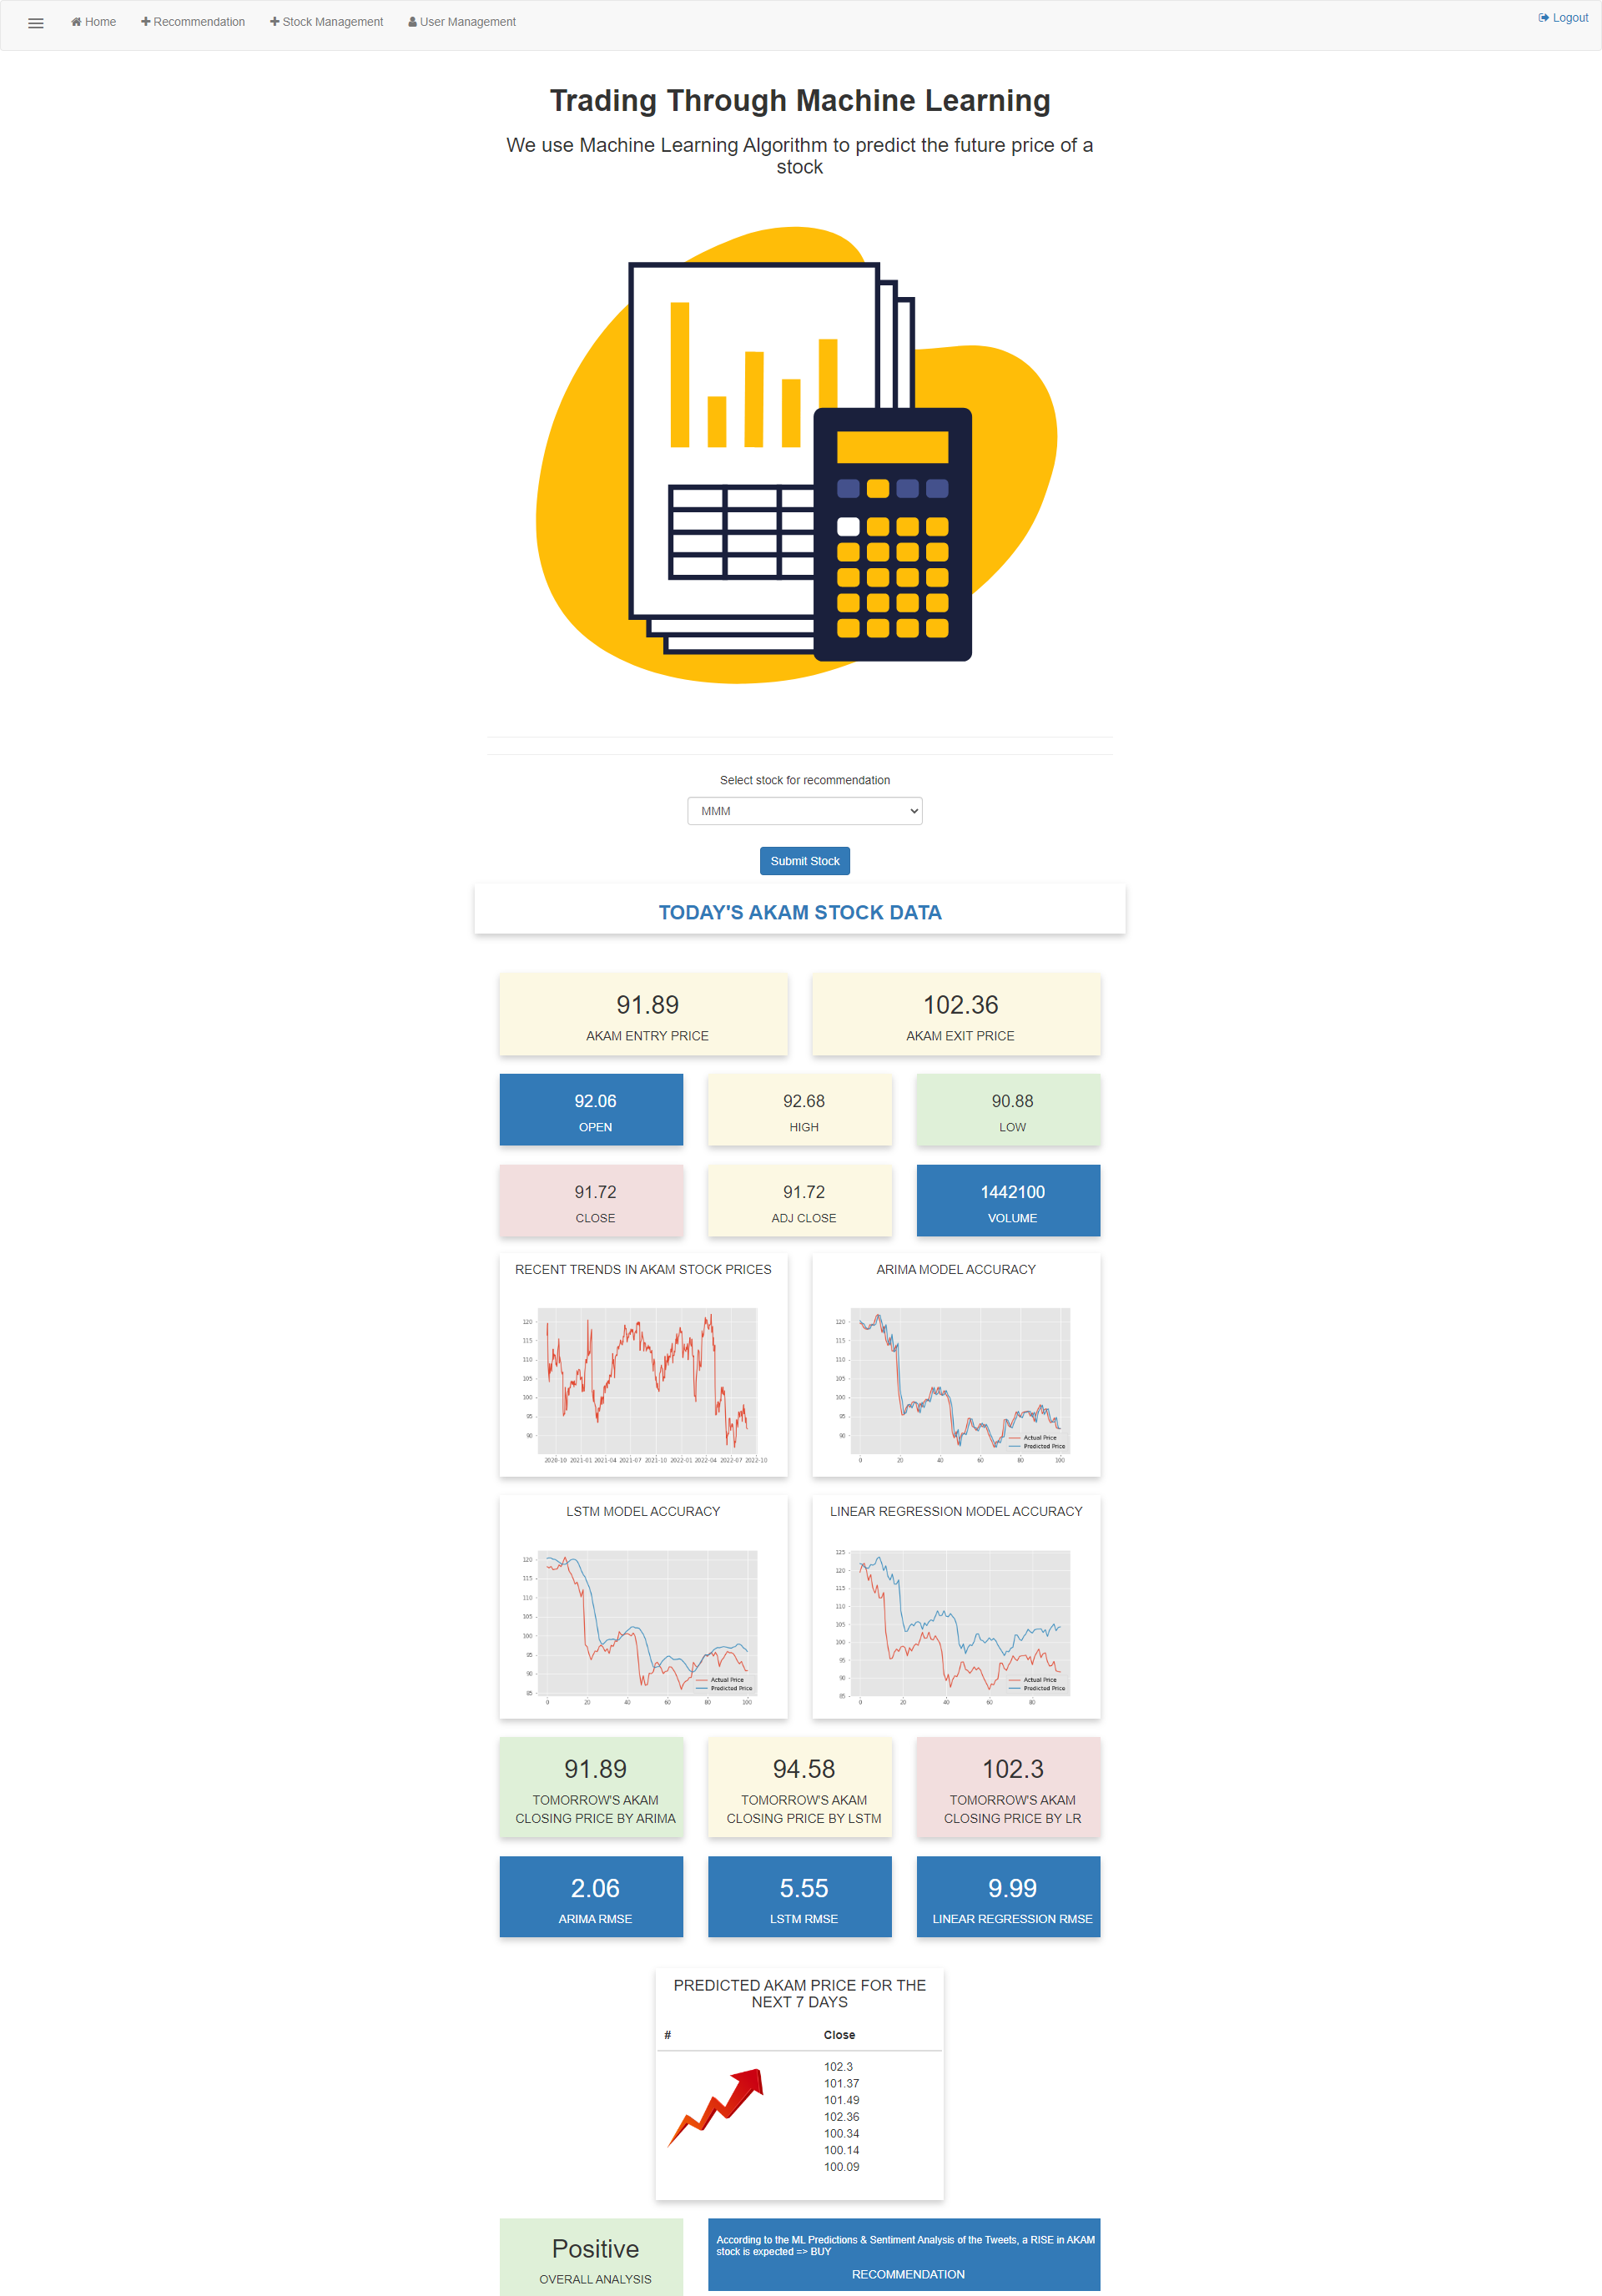 Home Recommendation Stock Management User Management Logout
Trading Through Machine Learning
We use Machine Learning Algorithm to predict the future price of a
stock
Select stock for recommendation
MMM
Submit Stock
TODAY'S AKAM STOCK DATA
91.89
AKAM ENTRY PRICE
102.36
AKAM EXIT PRICE
92.06
OPEN
92.68
HIGH
90.88
LOW
91.72
CLOSE
91.72
ADJ CLOSE
1442100
VOLUME
RECENT TRENDS IN AKAM STOCK PRICES
120
115
110
105
100
95
90
2020-10 2021-01 2021-04 2021-07 2021-10 2022-01 2022-04 2022-07 2022-10
ARIMA MODEL ACCURACY
120
115
110
105
100
95
90
Actual Price
Predicted Price
0 20 40 60 80 100
LSTM MODEL ACCURACY
120
115
110
105
100
95
90
85
Actual Price
Predicted Price
0 20 40 60 80 100
LINEAR REGRESSION MODEL ACCURACY
125
120
115
110
105
100
95
90
85
Actual Price
Predicted Price
0 20 40 60 80
91.89
TOMORROW'S AKAM
CLOSING PRICE BY ARIMA
94.58
TOMORROW'S AKAM
CLOSING PRICE BY LSTM
102.3
TOMORROW'S AKAM
CLOSING PRICE BY LR
2.06
ARIMA RMSE
5.55
LSTM RMSE
9.99
LINEAR REGRESSION RMSE
PREDICTED AKAM PRICE FOR THE
NEXT 7 DAYS
# Close
102.3
101.37
101.49
102.36
100.34
100.14
100.09
Positive
OVERALL ANALYSIS
According to the ML Predictions & Sentiment Analysis of the Tweets, a RISE in AKAM
stock is expected => BUY
RECOMMENDATION